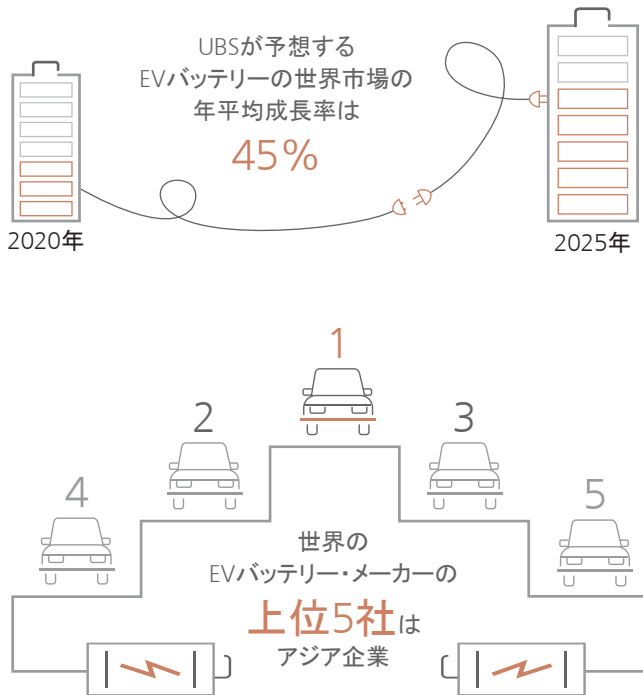 UBSが予想する
EVバッテリーの世界市場の
年平均成長率は
45%
2020年
2025年
1
2
3
4
5
世界の
EVバッテリー・メーカーの
上位5社は
アジア企業